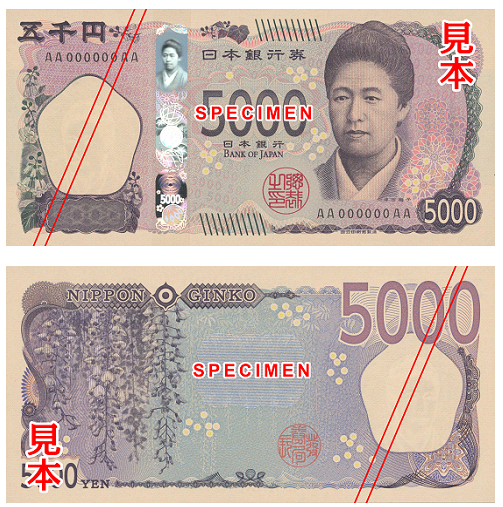 五千円
AA000000AA
日本銀行券
見本
5000
SPECIMEN
日本銀行
BANK OF JAPAN
5000
AA000000AA
5000
NIPPON GINKO
5000
SPECIMEN
見本
YEN